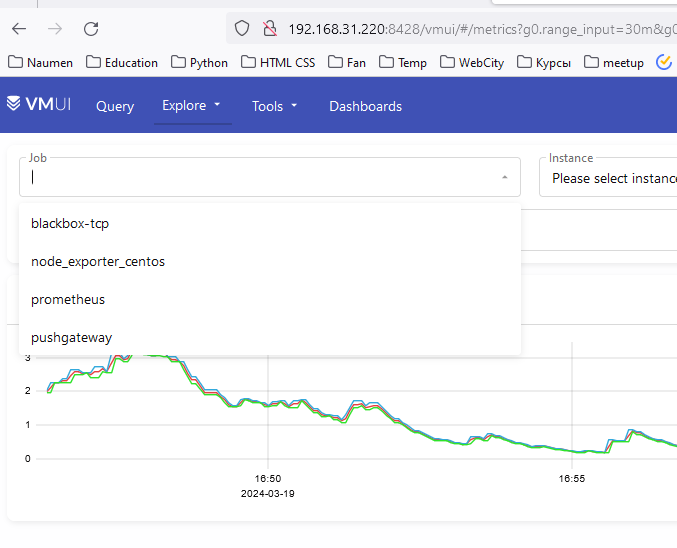 192.168.31.220:8428/vmui/#/metrics?g0.range_input=30m&g0
Naumen Education Python HTML CSS Fan Temp WebCity Курсы meetup
VMUI Query Explore Tools Dashboards
Job Instance
Please select instance
blackbox-tcp
node_exporter_centos
prometheus
pushgateway
3
2
1
0
16:50 16:55
2024-03-19